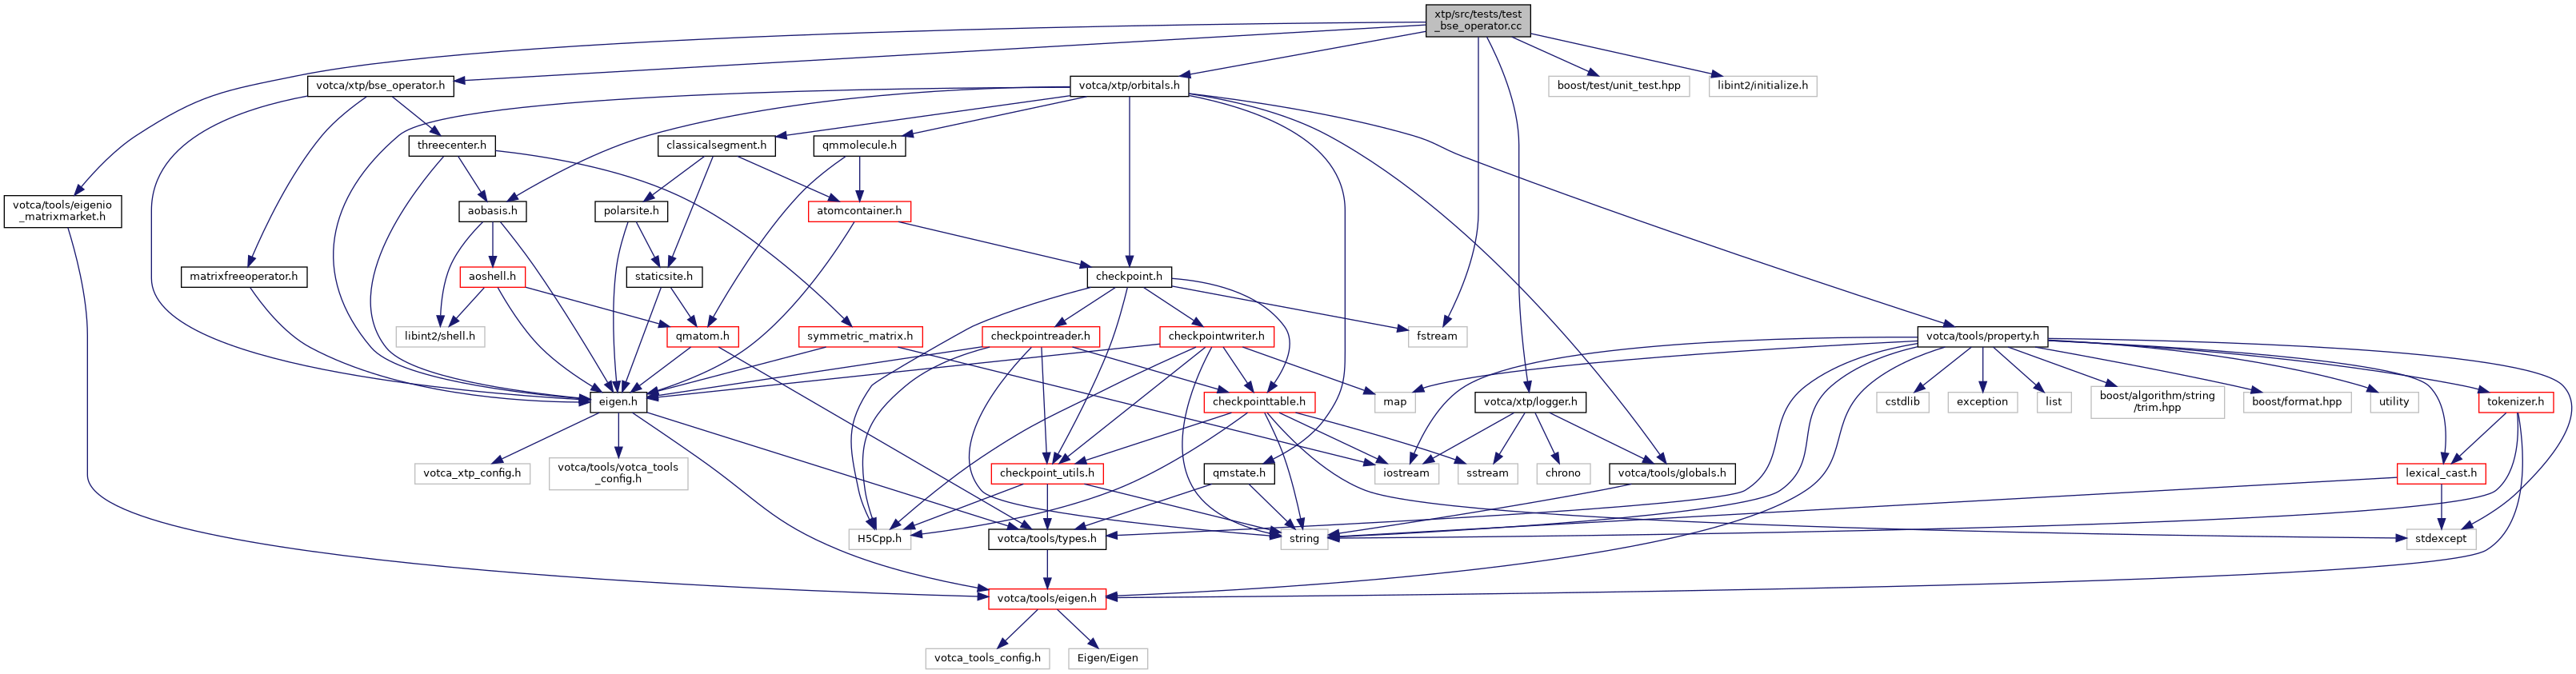 xtp/src/tests/test
_bse_operator.cc
votca/xtp/bse_operator.h
votca/xtp/orbitals.h
boost/test/unit_test.hpp
libint2/initialize.h
threecenter.h
classicalsegment.h
qmmolecule.h
votca/tools/eigenio
_matrixmarket.h
aobasis.h
polarsite.h
atomcontainer.h
matrixfreeoperator.h
aoshell.h
staticsite.h
checkpoint.h
libint2/shell.h
qmatom.h
symmetric_matrix.h
checkpointreader.h
checkpointwriter.h
fstream
votca/tools/property.h
eigen.h
checkpointtable.h
map
votca/xtp/logger.h
cstdlib
exception
list
boost/algorithm/string
/trim.hpp
boost/format.hpp
utility
tokenizer.h
votca_xtp_config.h
votca/tools/votca_tools
_config.h
checkpoint_utils.h
qmstate.h
iostream
sstream
chrono
votca/tools/globals.h
lexical_cast.h
H5Cpp.h
votca/tools/types.h
string
stdexcept
votca/tools/eigen.h
votca_tools_config.h
Eigen/Eigen